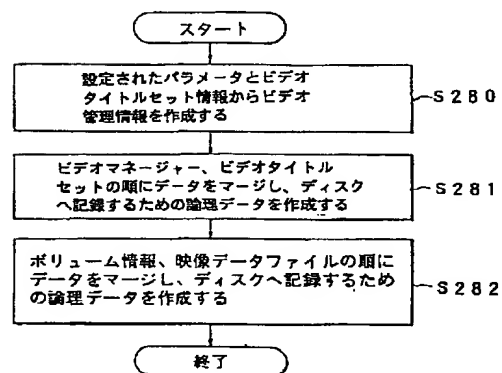 スタート
設定されたパラメータとビデオ
タイトルセット情報からビデオ
管理情報を作成する
S280
ビデオマネージャー、ビデオタイトル
セットの順にデータをマージし、ディスク
へ記録するための論理データを作成する
S281
ボリューム情報、映像データファイルの順に
データをマージし、ディスクへ記録するため
の論理データを作成する
S282
終了